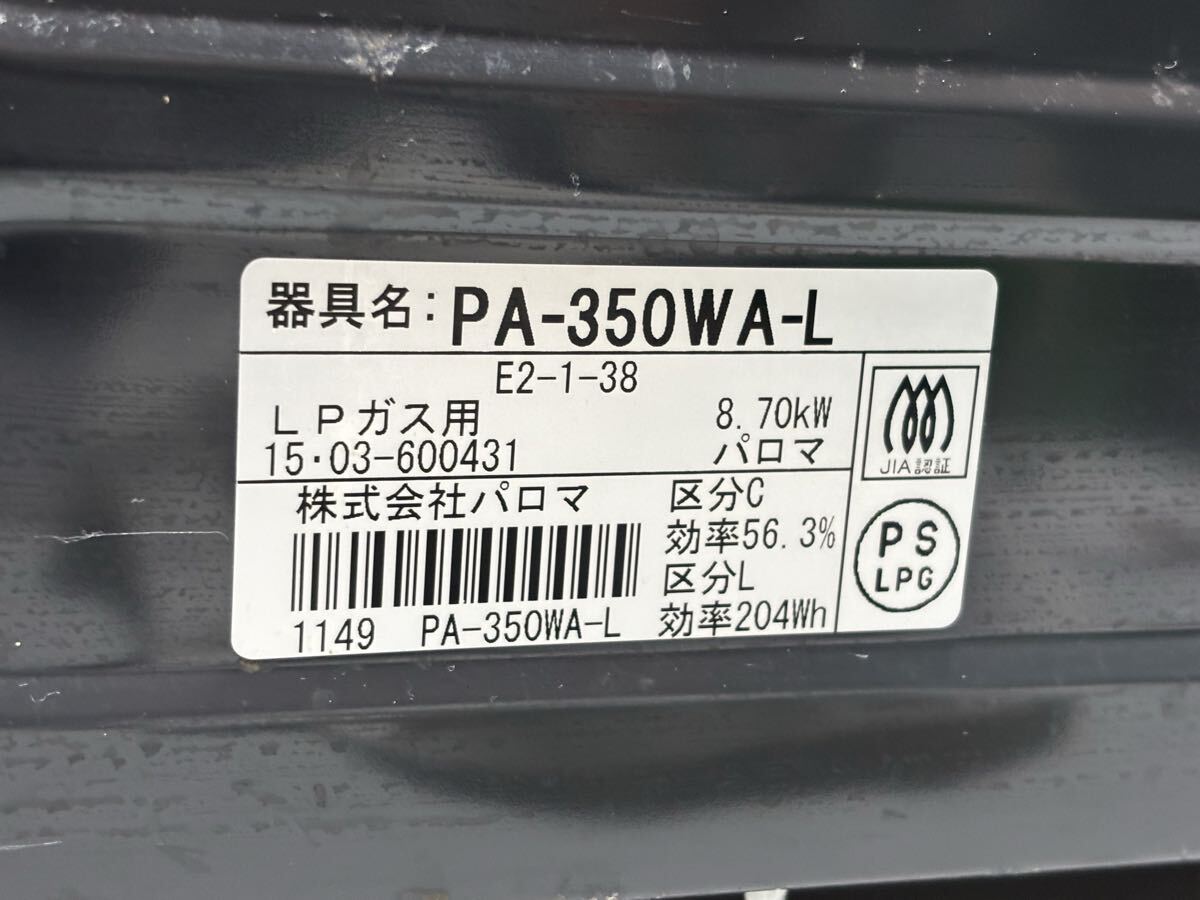 器具名：PA-350WA-L
E2-1-38
LPガス用 8.70kW
15・03-600431 パロマ
株式会社パロマ
1149 PA-350WA-L
区分C
効率56.3%
区分L
効率204Wh
JIA認証
PS
LPG